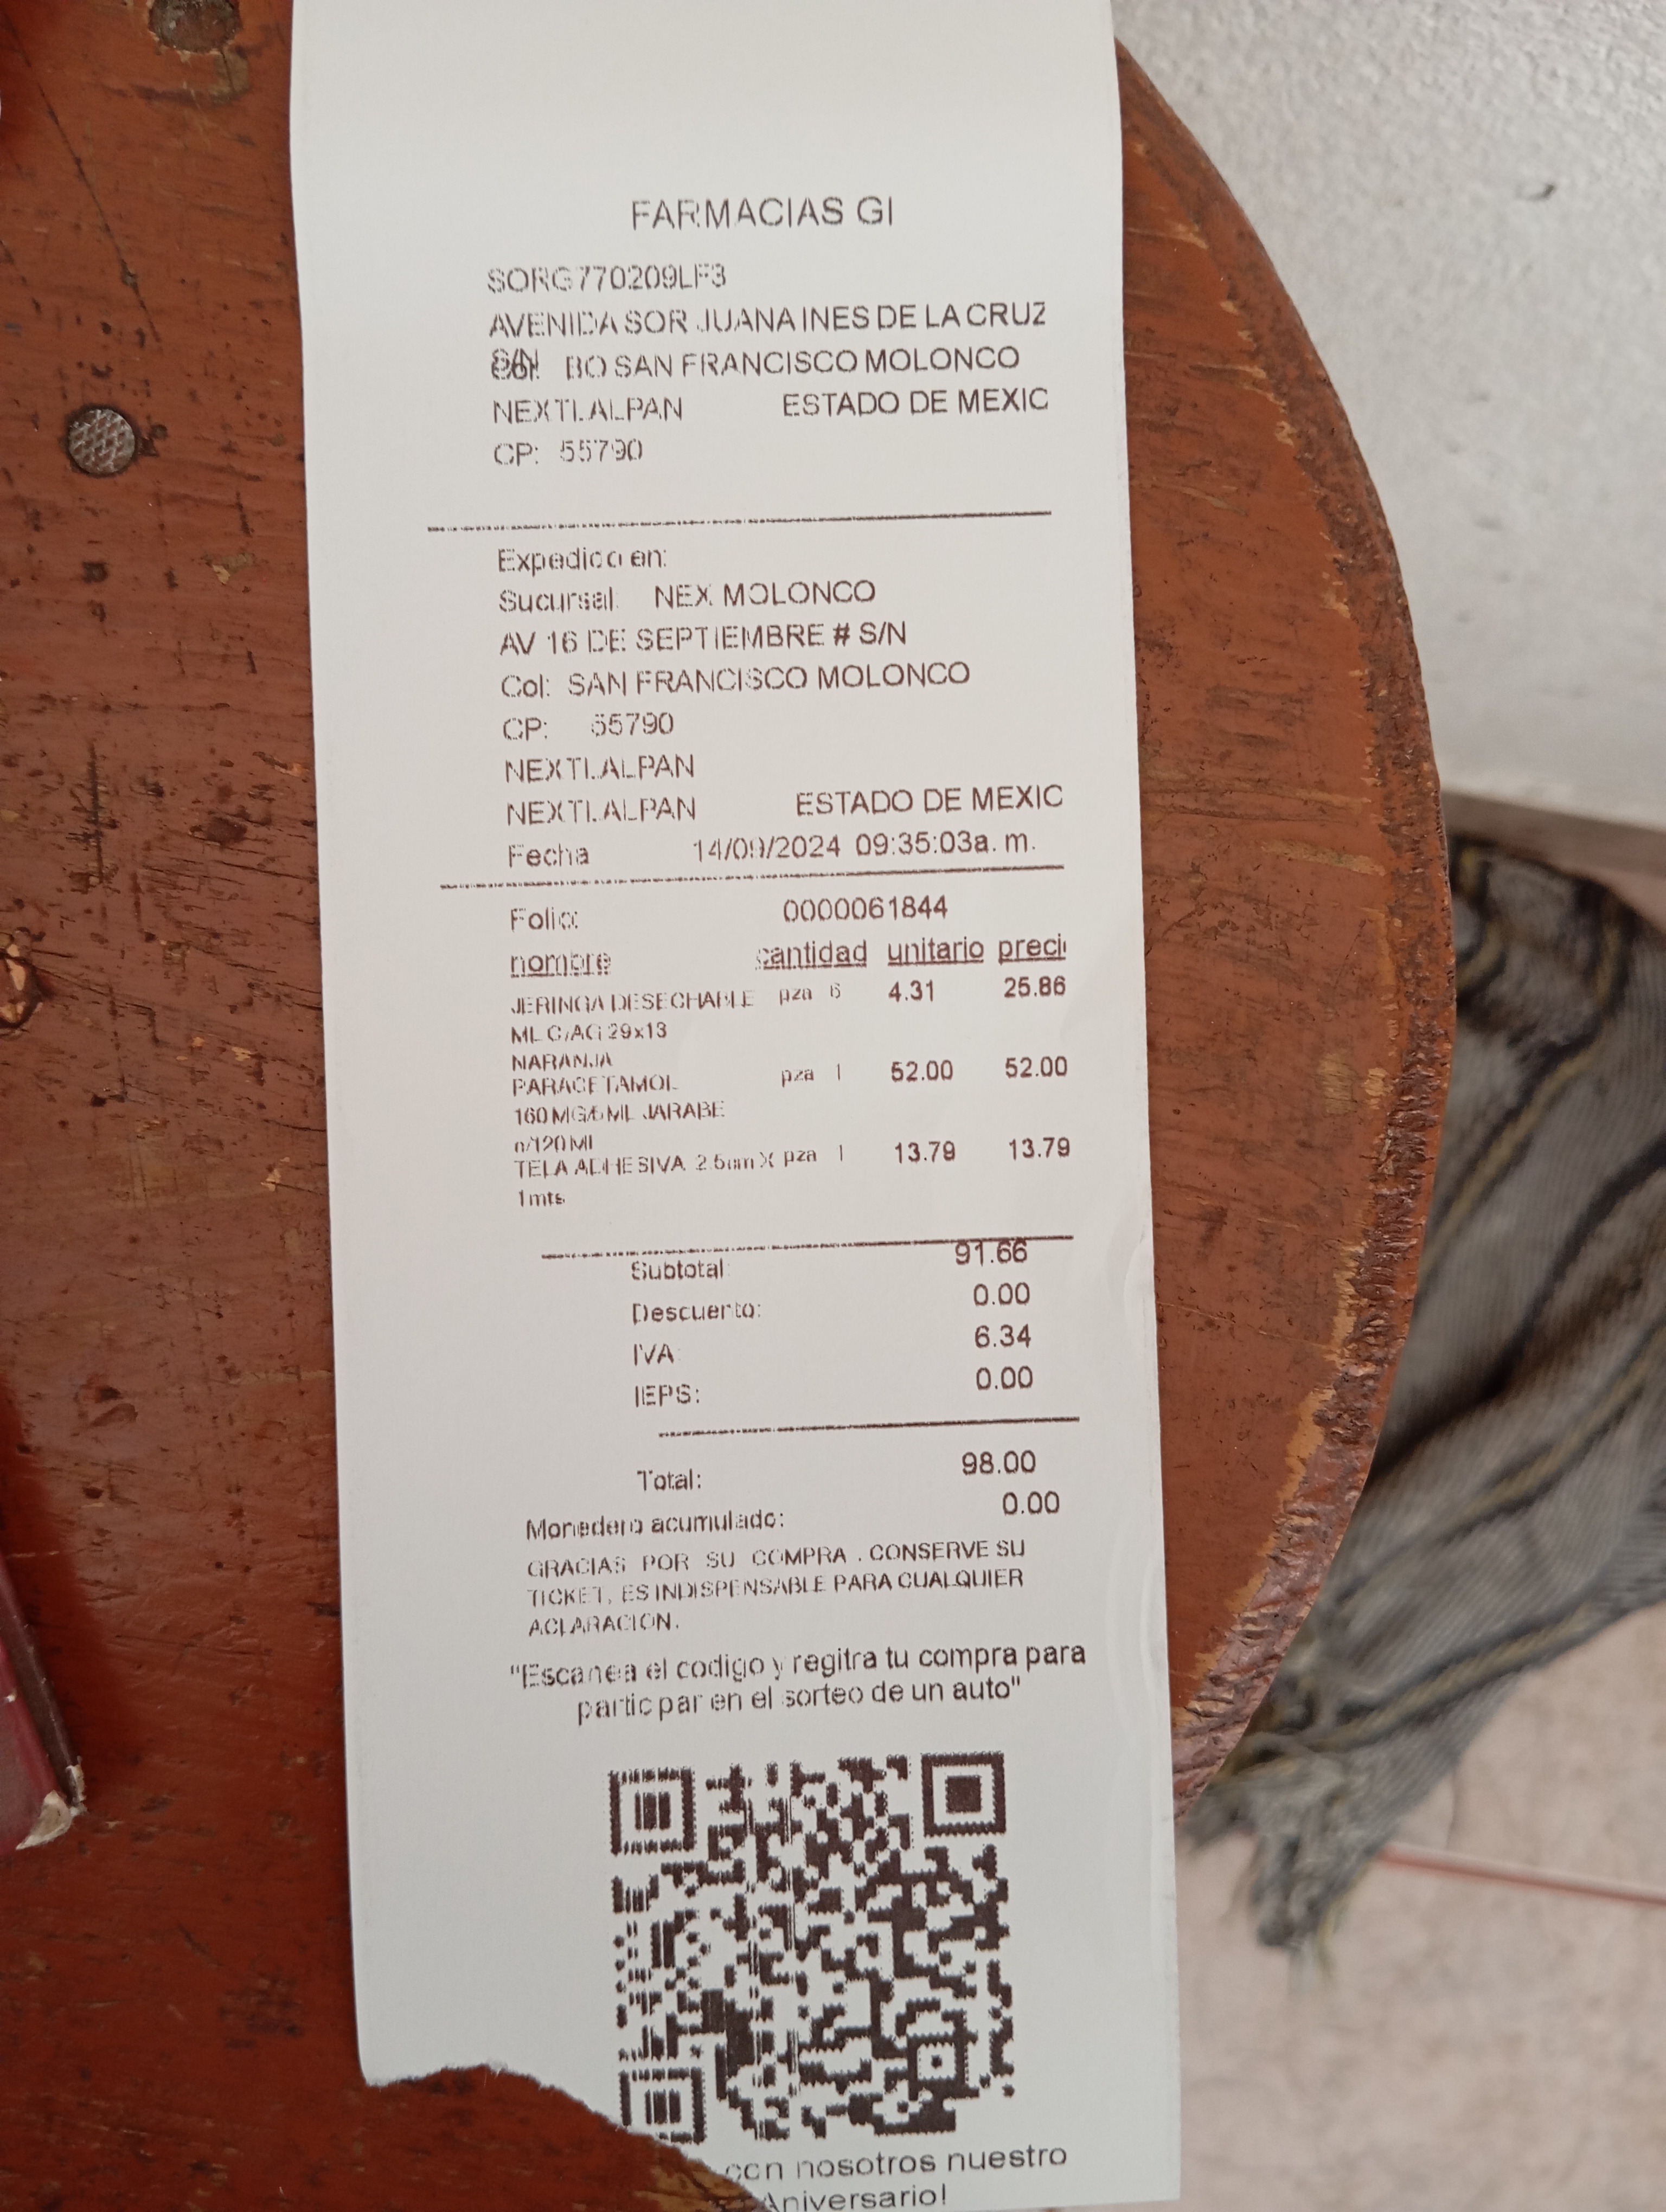 FARMACIAS GI
SORG770209LF3
AVENIDA SOR JUANA INES DE LA CRUZ
S/N Col: BO SAN FRANCISCO MOLONCO
NEXTLALPAN ESTADO DE MEXIC
CP: 55790
Expedido en:
Sucursal: NEX MOLONCO
AV 16 DE SEPTIEMBRE # S/N
Col: SAN FRANCISCO MOLONCO
CP: 55790
NEXTLALPAN
NEXTLALPAN ESTADO DE MEXIC
Fecha 14/09/2024 09:35:03a. m.
Folio: 0000061844
nombre cantidad unitario preci
JERINGA DESECHABLE pza 6 4.31 25.86
ML C/AG 29x13
NARANJA
PARACETAMOL pza 1 52.00 52.00
160 MG/5 ML JARABE
c/120 Ml
TELA ADHESIVA 2.5cm X pza 1 13.79 13.79
1mts
Subtotal: 91.66
Descuento: 0.00
IVA 6.34
IEPS: 0.00
Total: 98.00
Monedero acumulado: 0.00
GRACIAS POR SU COMPRA . CONSERVE SU
TICKET, ES INDISPENSABLE PARA CUALQUIER
ACLARACION.
"Escanea el codigo y regitra tu compra para
participar en el sorteo de un auto"
con nosotros nuestro
Aniversario!